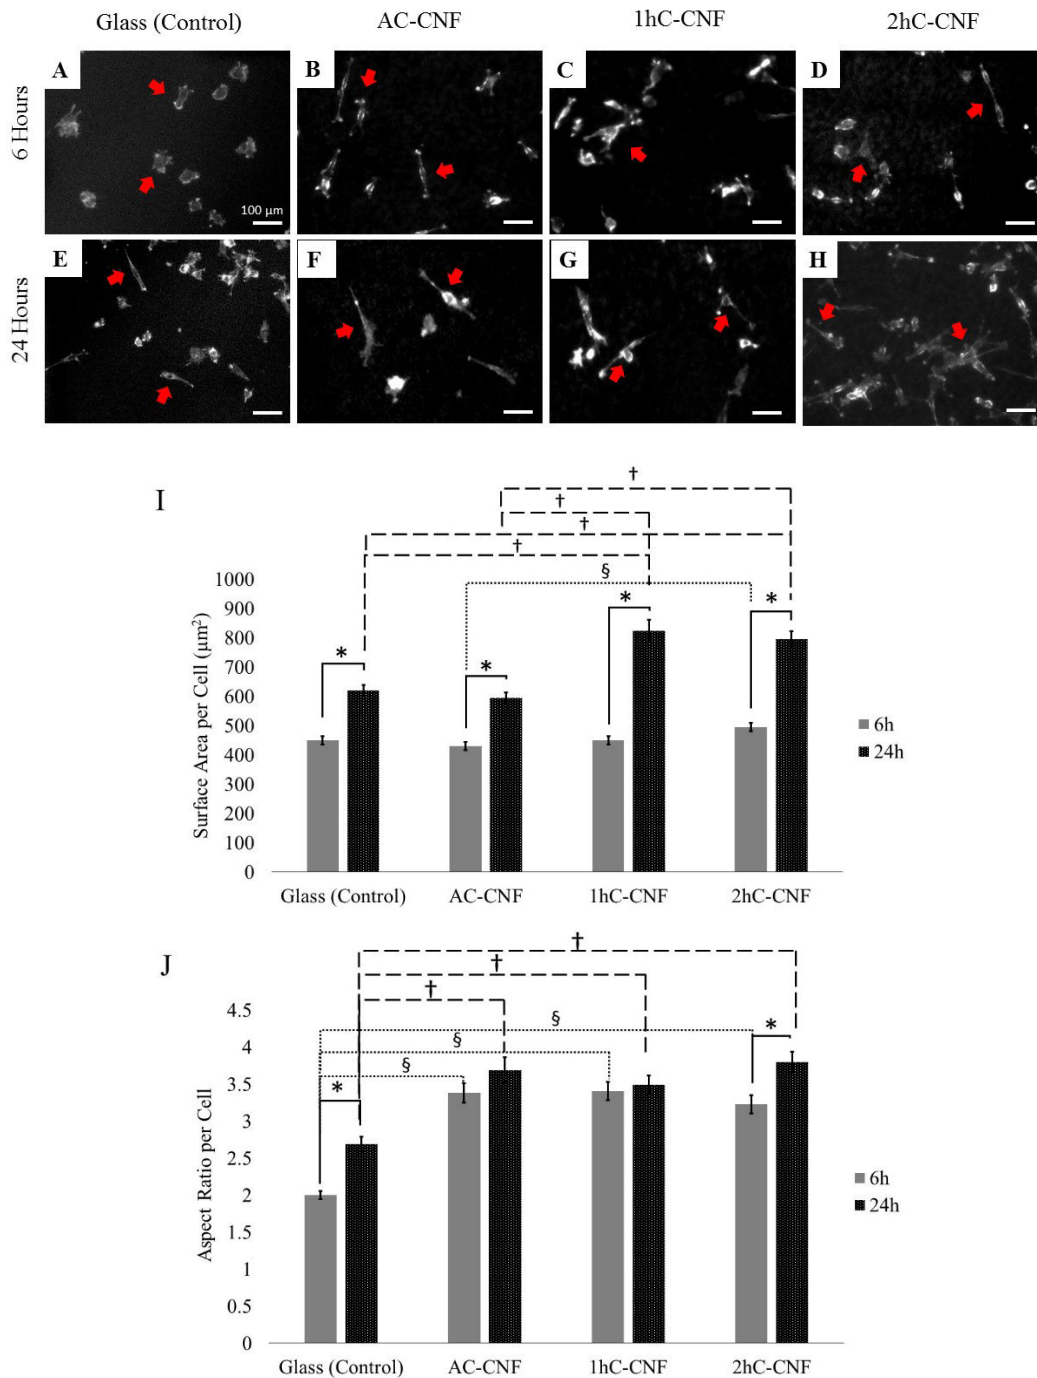 Glass (Control) AC-CNF 1hC-CNF 2hC-CNF
6 Hours
A B C D
100 µm
24 Hours
E F G H
I
† † † †
§
* * * *
Surface Area per Cell (µm²)
1000
900
800
700
600
500
400
300
200
100
0
Glass (Control) AC-CNF 1hC-CNF 2hC-CNF
6h
24h
J
† † †
§ § §
* *
Aspect Ratio per Cell
4.5
4
3.5
3
2.5
2
1.5
1
0.5
0
Glass (Control) AC-CNF 1hC-CNF 2hC-CNF
6h
24h